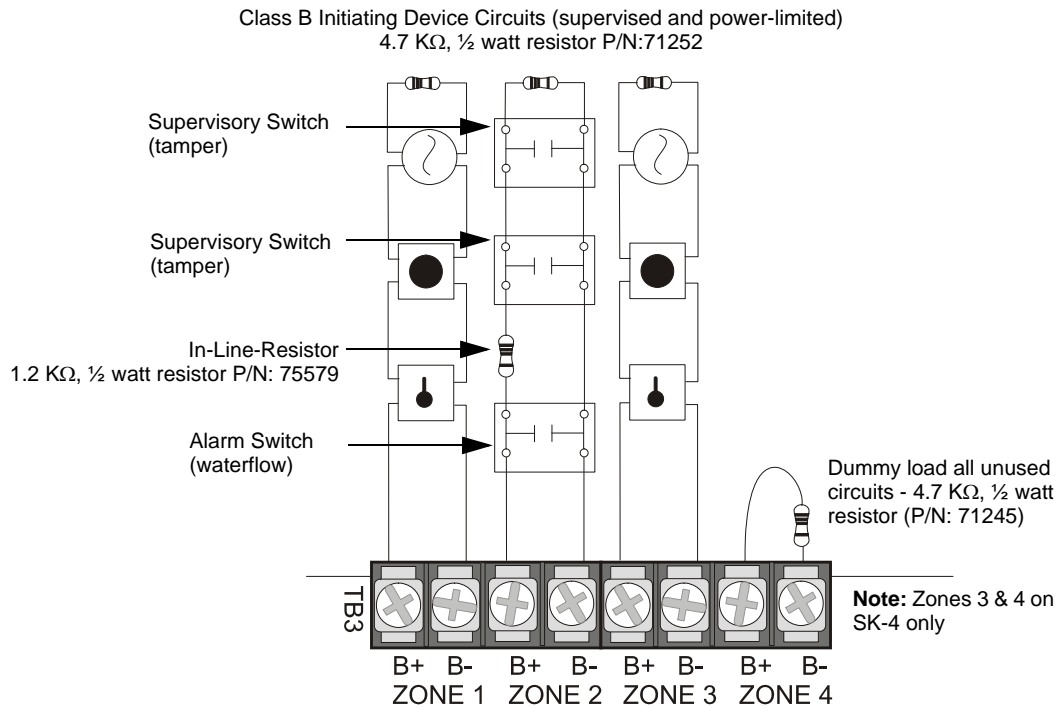 Class B Initiating Device Circuits (supervised and power-limited)
4.7 KΩ, ½ watt resistor P/N:71252
Supervisory Switch
(tamper)
Supervisory Switch
(tamper)
In-Line-Resistor
1.2 KΩ, ½ watt resistor P/N: 75579
Alarm Switch
(waterflow)
Dummy load all unused
circuits - 4.7 KΩ, ½ watt
resistor (P/N: 71245)
Note: Zones 3 & 4 on
SK-4 only
TB3
B+ B- B+ B- B+ B- B+ B-
ZONE 1 ZONE 2 ZONE 3 ZONE 4